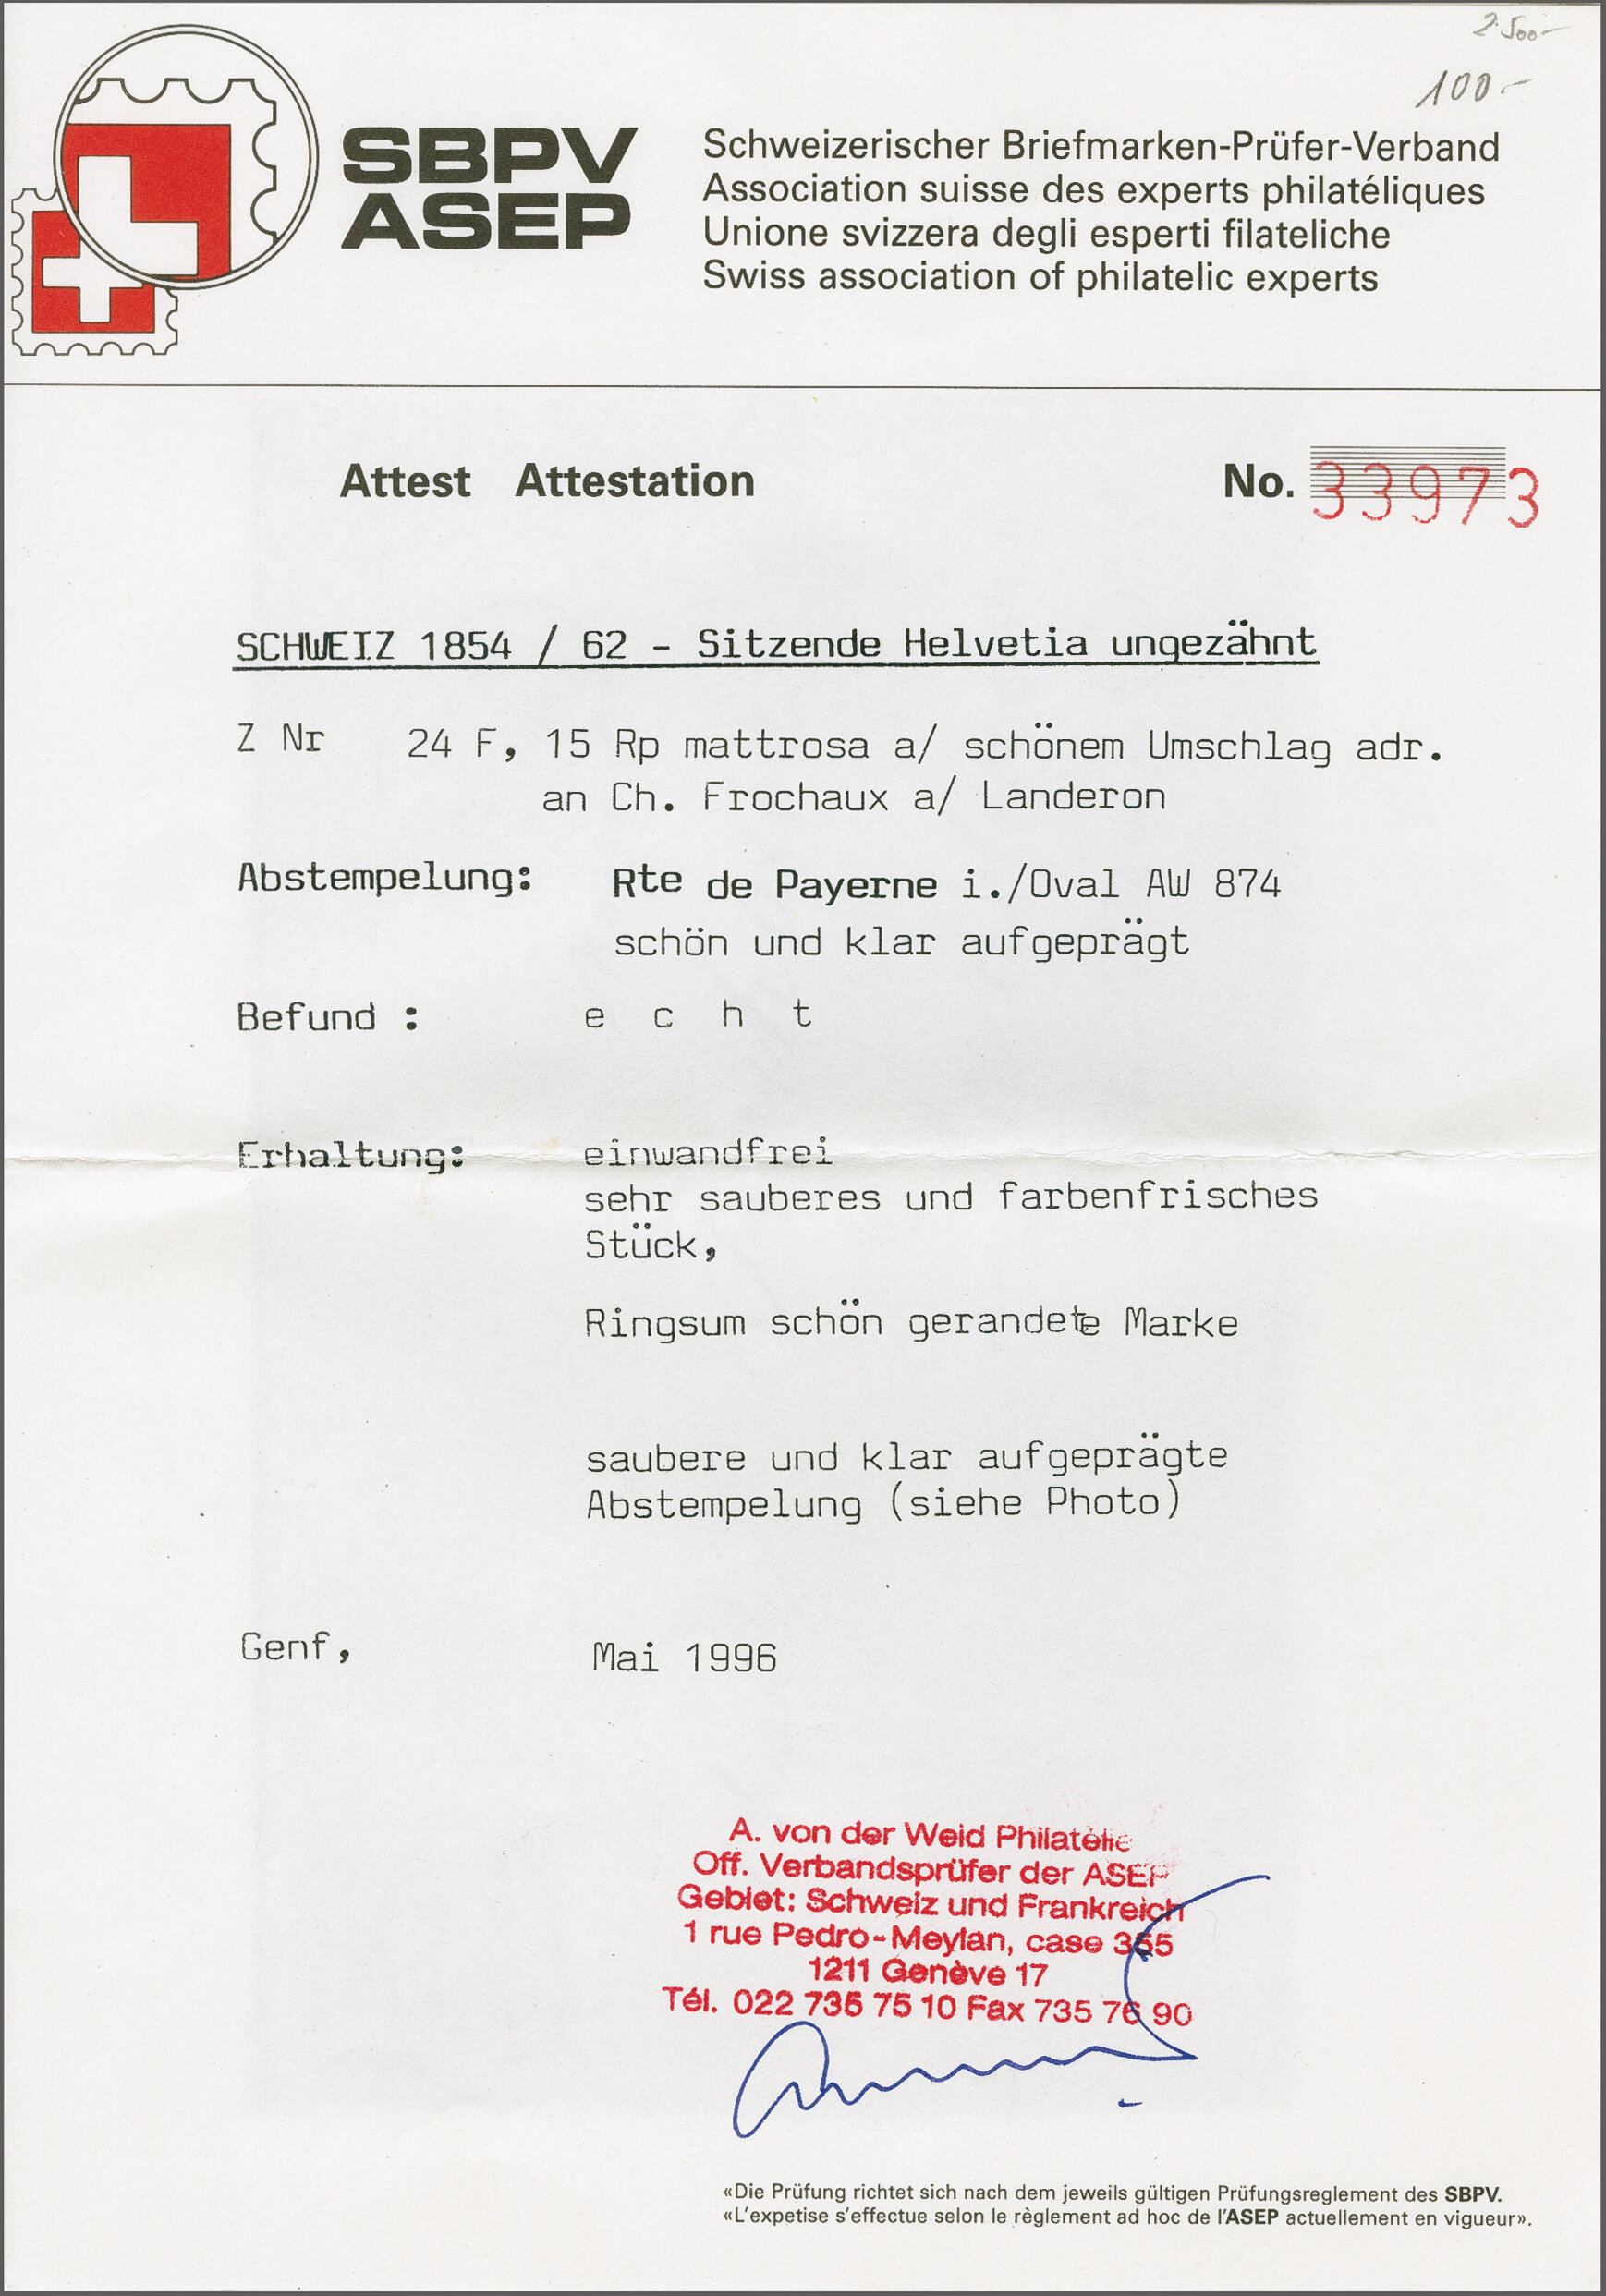 2.500-
100.-
SBPV
ASEP
Schweizerischer Briefmarken-Prüfer-Verband
Association suisse des experts philatéliques
Unione svizzera degli esperti filateliche
Swiss association of philatelic experts
Attest Attestation No. 33973
SCHWEIZ 1854 / 62 - Sitzende Helvetia ungezähnt
Z Nr 24 F, 15 Rp mattrosa a/ schönem Umschlag adr.
an Ch. Frochaux a/ Landeron
Abstempelung: Rte de Payerne i./Oval AW 874
schön und klar aufgeprägt
Befund : e c h t
Erhaltung: einwandfrei
sehr sauberes und farbenfrisches
Stück,
Ringsum schön gerandete Marke
saubere und klar aufgeprägte
Abstempelung (siehe Photo)
Genf, Mai 1996
A. von der Weid Philatélie
Off. Verbandsprüfer der ASEP
Gebiet: Schweiz und Frankreich
1 rue Pedro-Meylan, case 355
1211 Genève 17
Tél. 022 735 75 10 Fax 735 76 90
«Die Prüfung richtet sich nach dem jeweils gültigen Prüfungsreglement des SBPV.
«L'expetise s'effectue selon le règlement ad hoc de l'ASEP actuellement en vigueur».